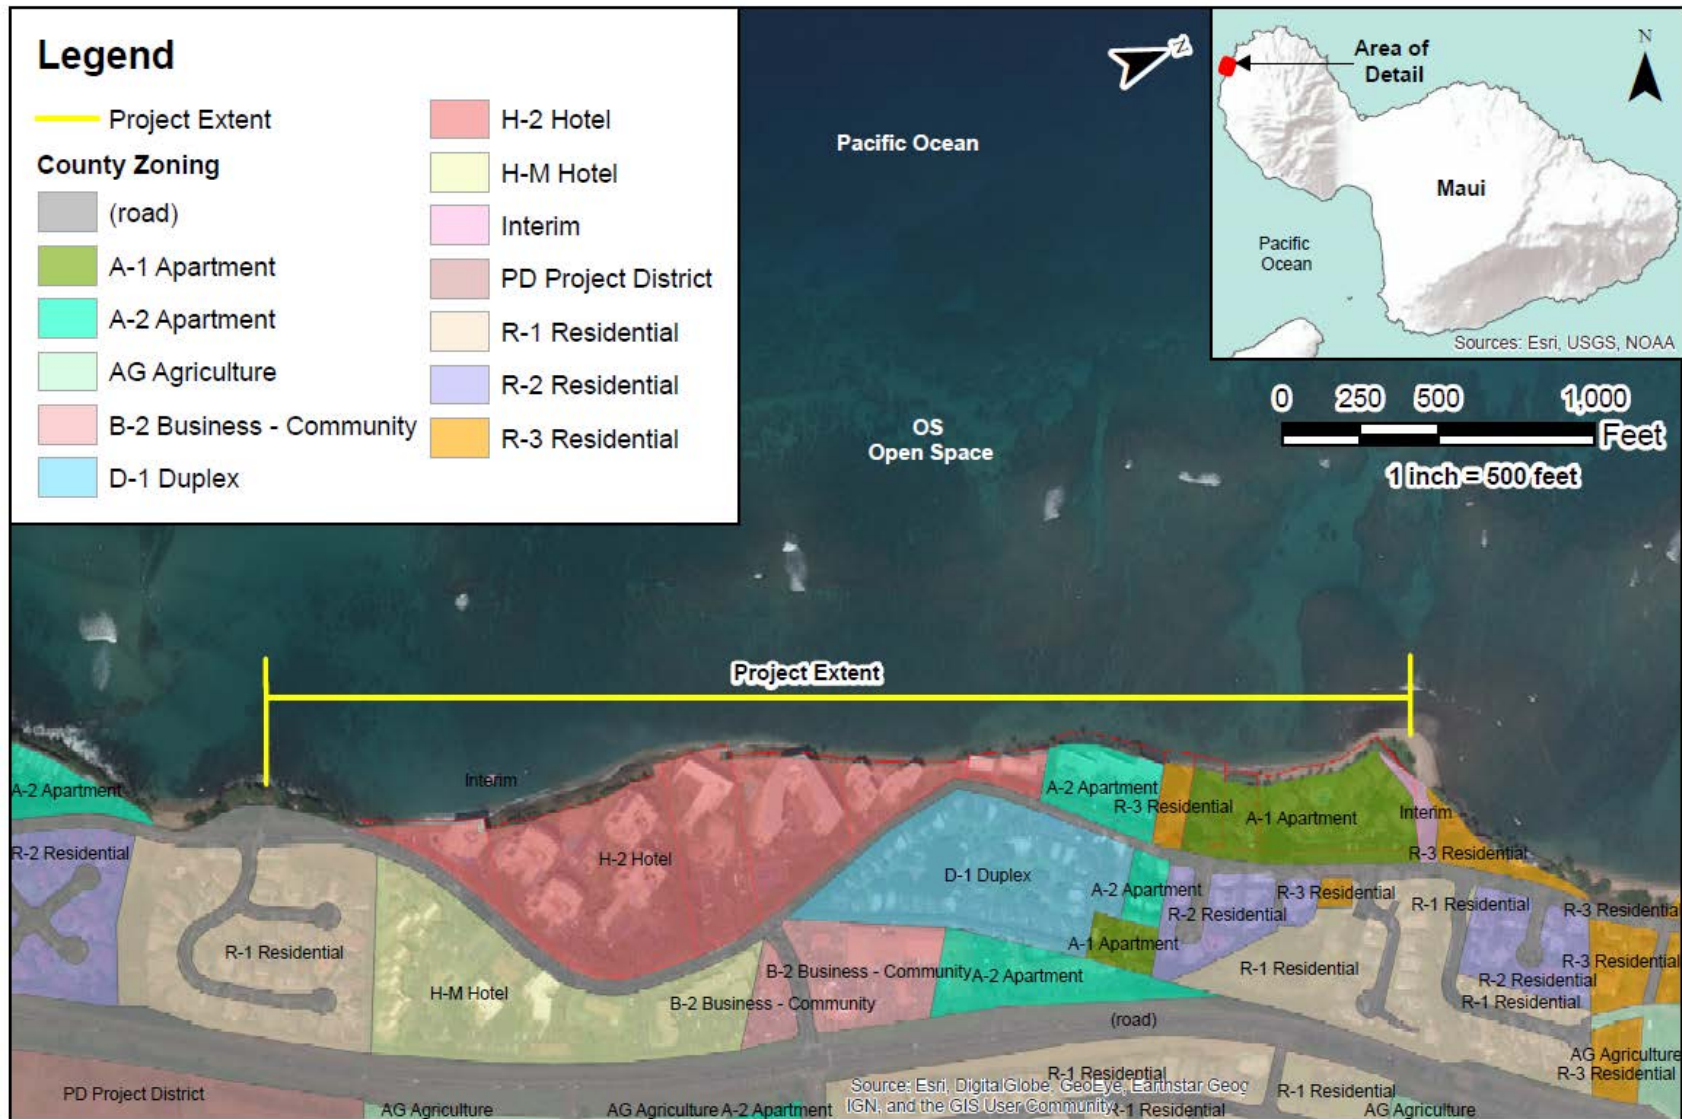 Legend
Project Extent
County Zoning
(road)
A-1 Apartment
A-2 Apartment
AG Agriculture
B-2 Business - Community
D-1 Duplex
H-2 Hotel
H-M Hotel
Interim
PD Project District
R-1 Residential
R-2 Residential
R-3 Residential
N
Pacific Ocean
OS
Open Space
Area of
Detail
N
Maui
Pacific
Ocean
Sources: Esri, USGS, NOAA
0 250 500 1,000
Feet
1 inch = 500 feet
Project Extent
Interim
A-2 Apartment
R-2 Residential
R-1 Residential
H-2 Hotel
H-M Hotel
A-2 Apartment
R-3 Residential
A-1 Apartment
Interim
R-3 Residential
D-1 Duplex
A-2 Apartment
R-2 Residential
R-3 Residential
R-1 Residential
R-3 Residential
A-1 Apartment
B-2 Business - Community
A-2 Apartment
R-1 Residential
R-3 Residential
R-2 Residential
B-2 Business - Community
R-1 Residential
(road)
AG Agriculture
R-3 Residential
PD Project District
R-1 Residential
R-1 Residential
AG Agriculture
AG Agriculture
A-2 Apartment
R-1 Residential
AG Agriculture
Source: Esri, DigitalGlobe, GeoEye, Earthstar Geog
IGN, and the GIS User Community